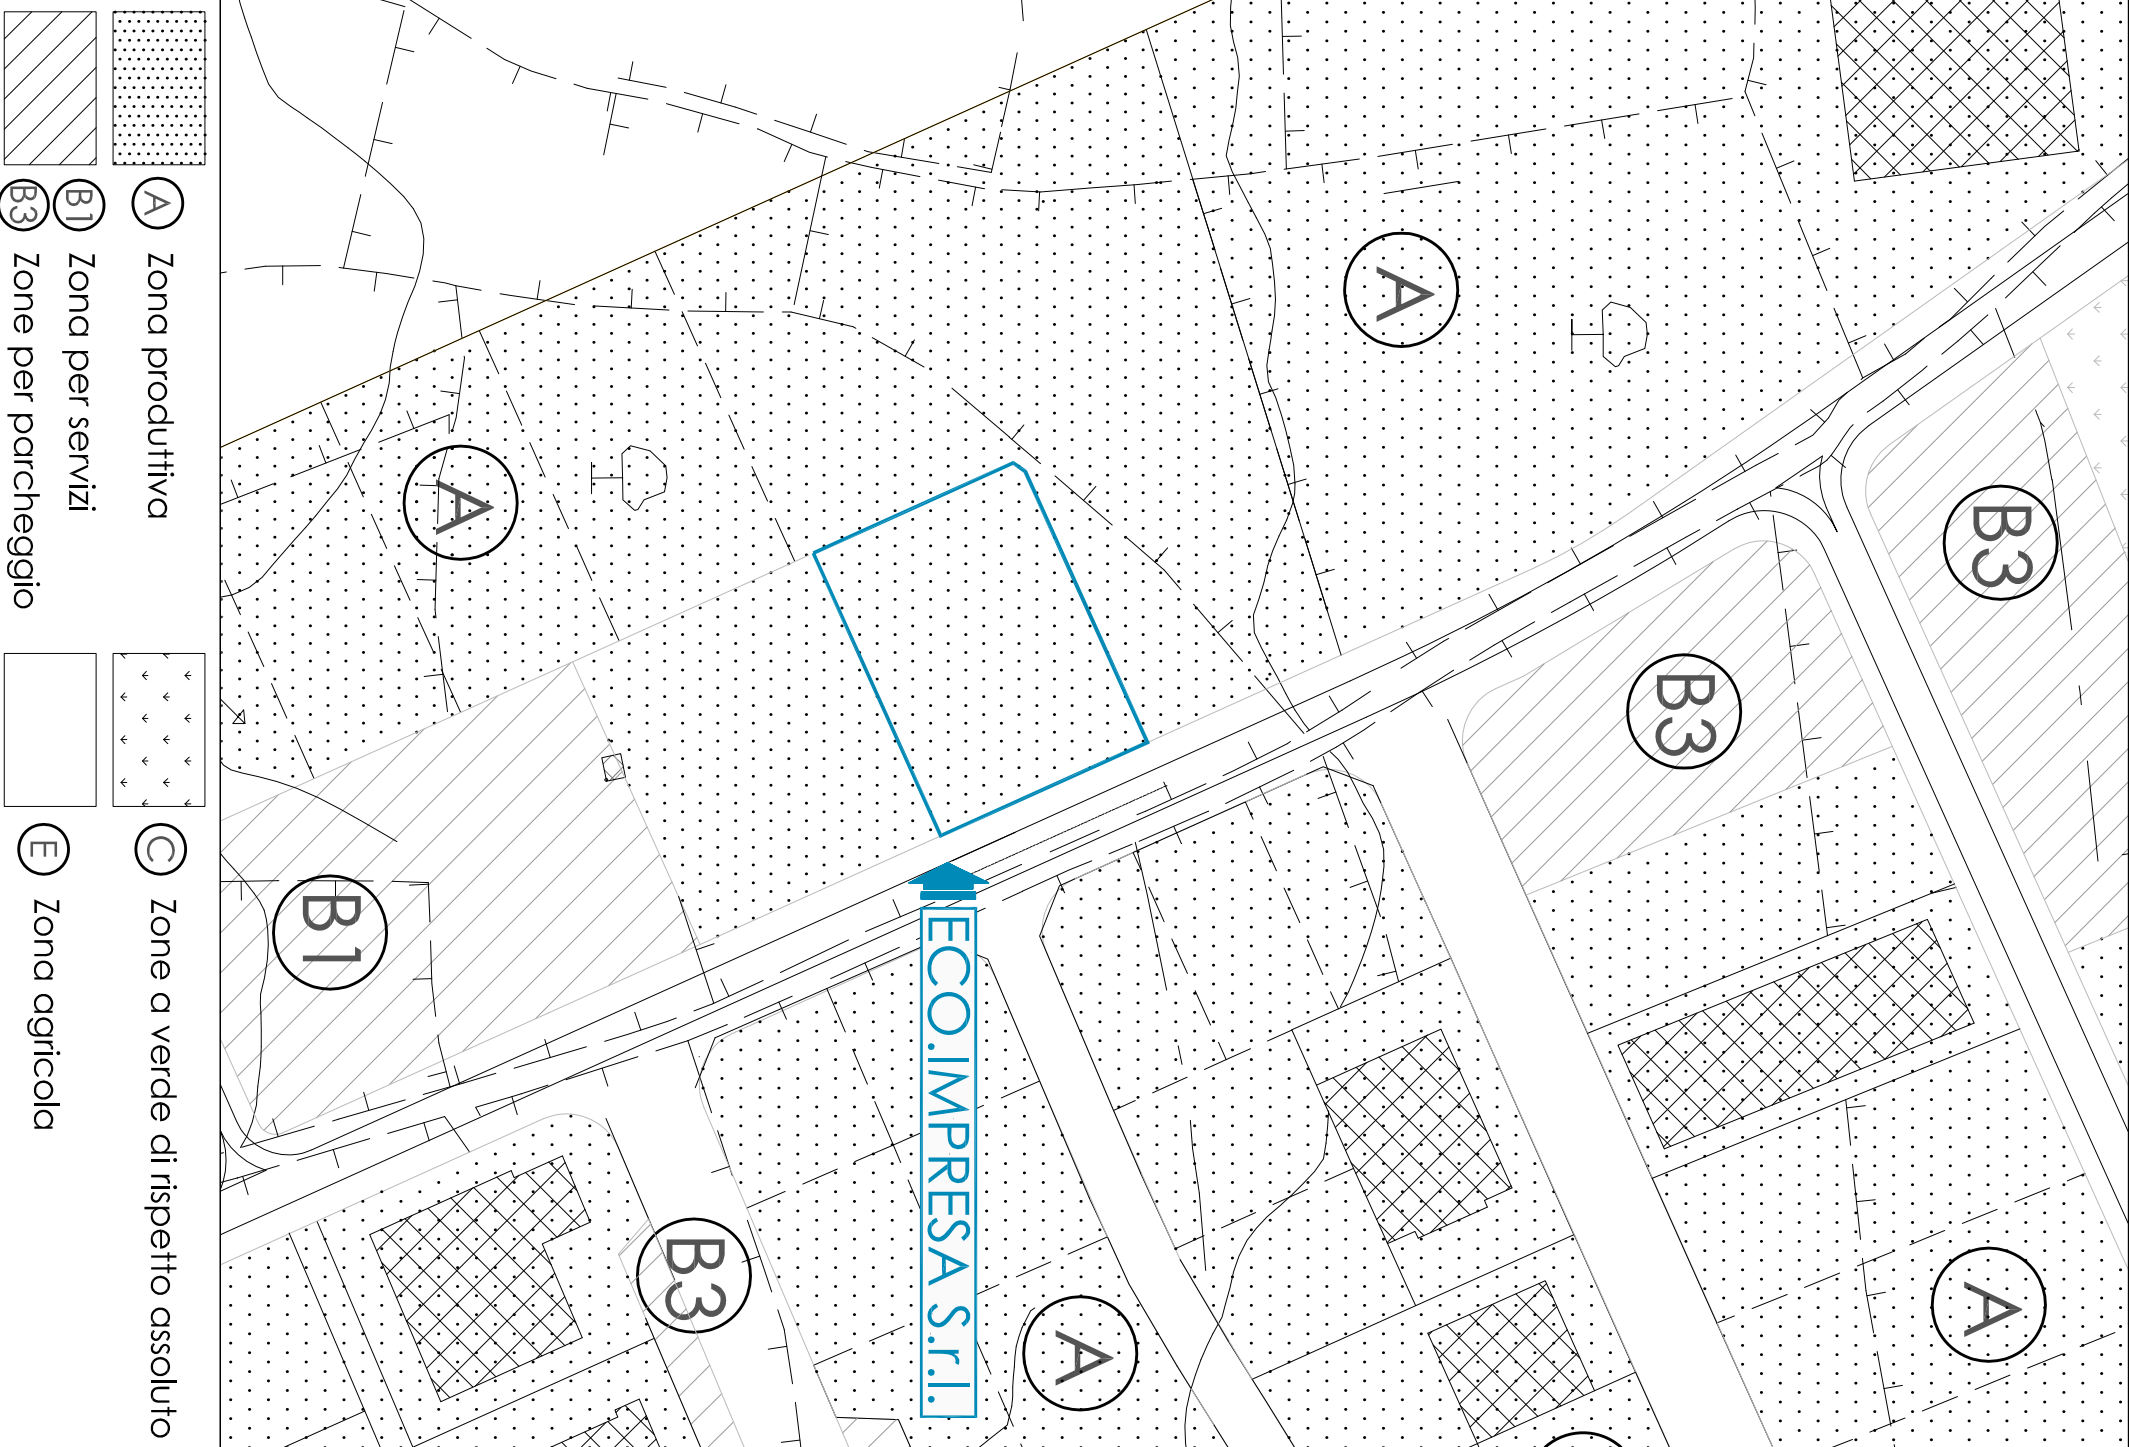 A
A
B3
B3
B1
ECO.IMPRESA S.r.l.
B3
A
A
A Zona produttiva
B1 Zona per servizi
B3 Zone per parcheggio
C Zone a verde di rispetto assoluto
E Zona agricola